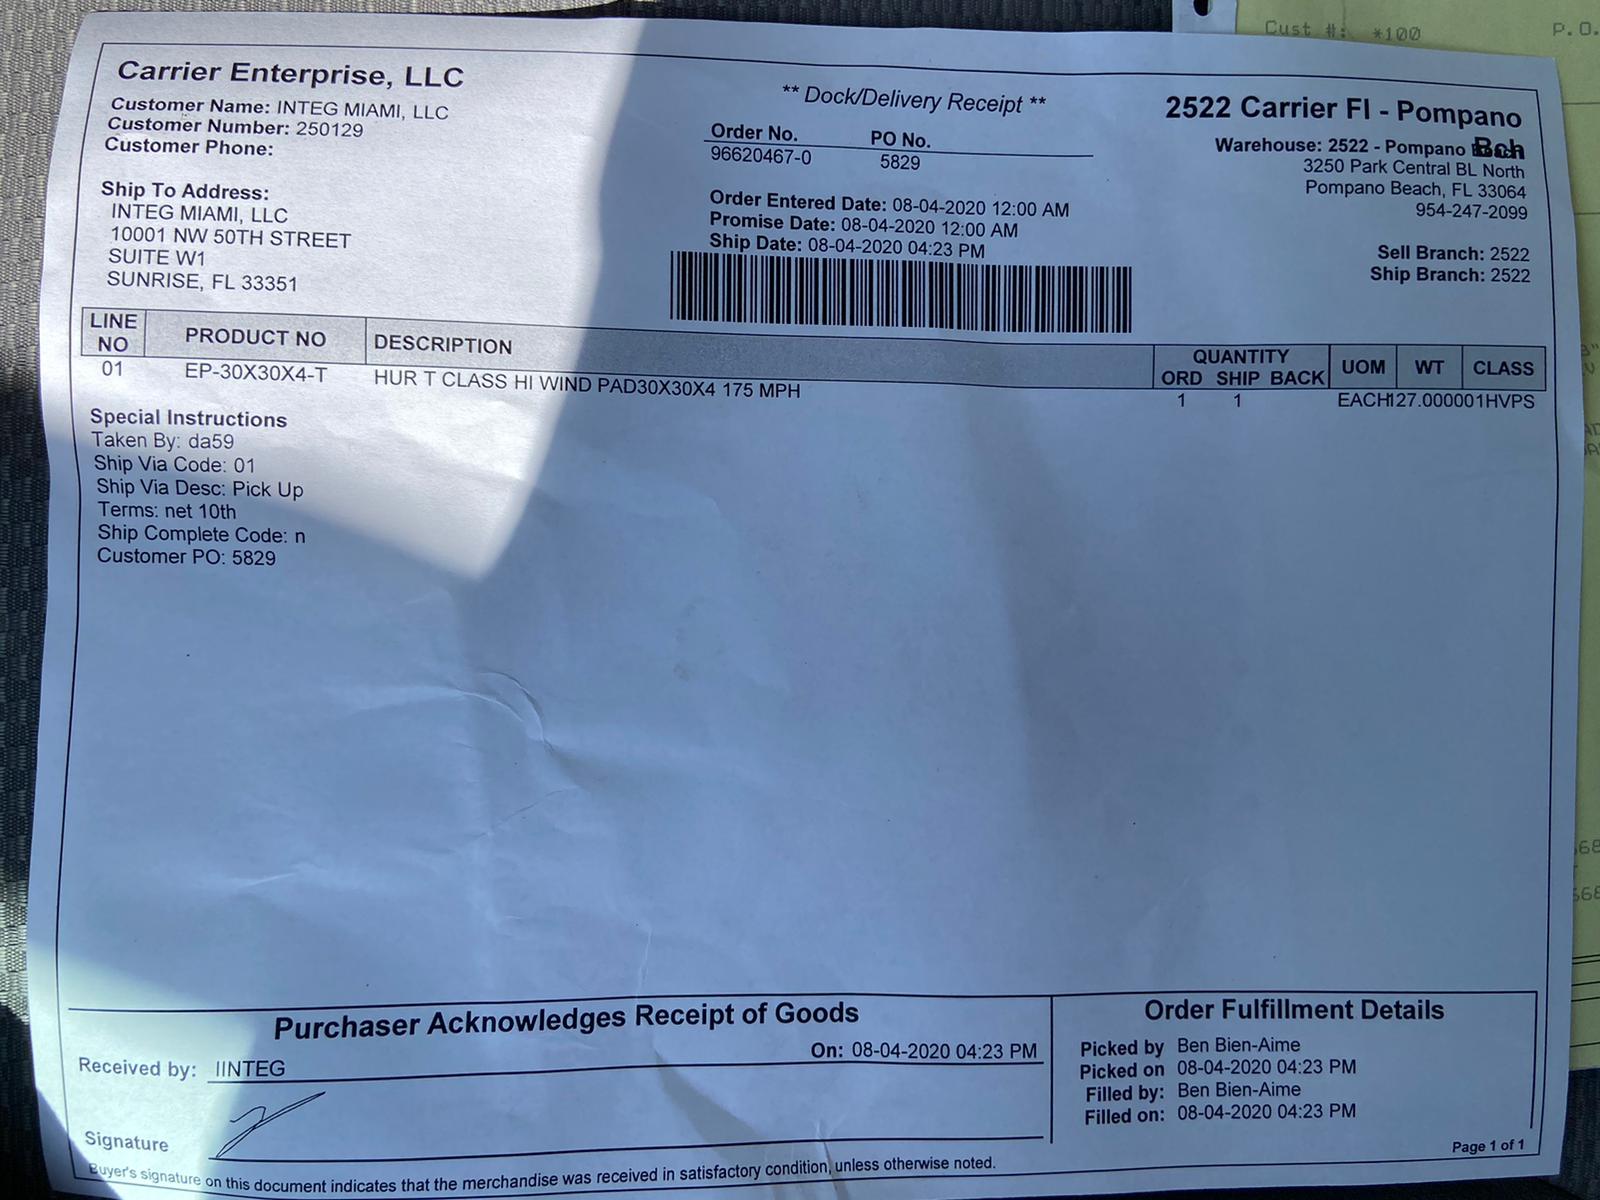 Cust #: *100
P.O.
Carrier Enterprise, LLC
Customer Name: INTEG MIAMI, LLC
Customer Number: 250129
Customer Phone:
Ship To Address:
INTEG MIAMI, LLC
10001 NW 50TH STREET
SUITE W1
SUNRISE, FL 33351
** Dock/Delivery Receipt **
Order No. PO No.
96620467-0 5829
Order Entered Date: 08-04-2020 12:00 AM
Promise Date: 08-04-2020 12:00 AM
Ship Date: 08-04-2020 04:23 PM
2522 Carrier Fl - Pompano
Bch
Warehouse: 2522 - Pompano
3250 Park Central BL North
Pompano Beach, FL 33064
954-247-2099
Sell Branch: 2522
Ship Branch: 2522
LINE NO PRODUCT NO DESCRIPTION QUANTITY ORD SHIP BACK UOM WT CLASS
01 EP-30X30X4-T HUR T CLASS HI WIND PAD30X30X4 175 MPH 1 1 EACH127.000001HVPS
Special Instructions
Taken By: da59
Ship Via Code: 01
Ship Via Desc: Pick Up
Terms: net 10th
Ship Complete Code: n
Customer PO: 5829
Purchaser Acknowledges Receipt of Goods
On: 08-04-2020 04:23 PM
Received by: IINTEG
Signature
Buyer's signature on this document indicates that the merchandise was received in satisfactory condition, unless otherwise noted.
Order Fulfillment Details
Picked by Ben Bien-Aime
Picked on 08-04-2020 04:23 PM
Filled by: Ben Bien-Aime
Filled on: 08-04-2020 04:23 PM
Page 1 of 1